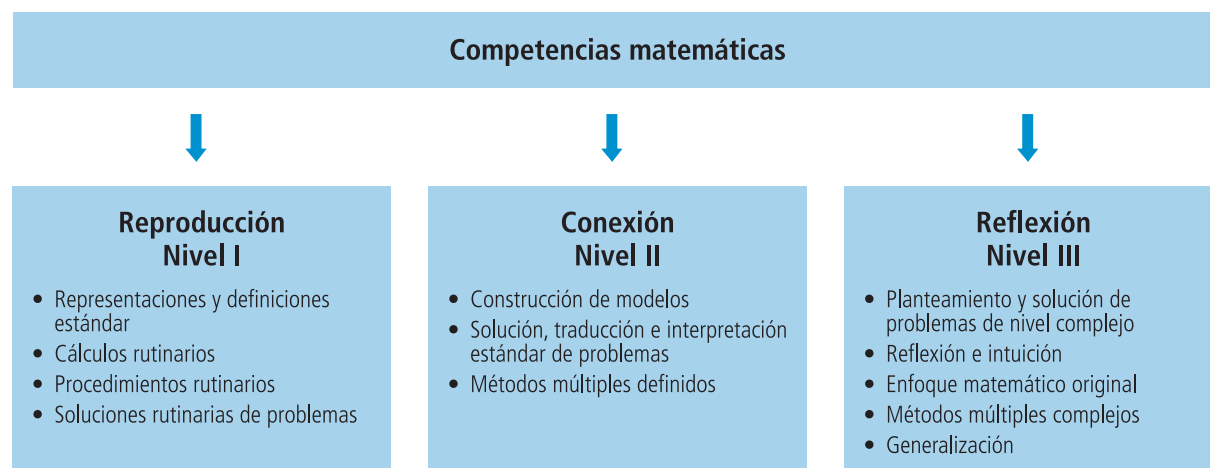 Competencias matemáticas
Reproducción
Nivel I
• Representaciones y definiciones
estándar
• Cálculos rutinarios
• Procedimientos rutinarios
• Soluciones rutinarias de problemas
Conexión
Nivel II
• Construcción de modelos
• Solución, traducción e interpretación
estándar de problemas
• Métodos múltiples definidos
Reflexión
Nivel III
• Planteamiento y solución de
problemas de nivel complejo
• Reflexión e intuición
• Enfoque matemático original
• Métodos múltiples complejos
• Generalización